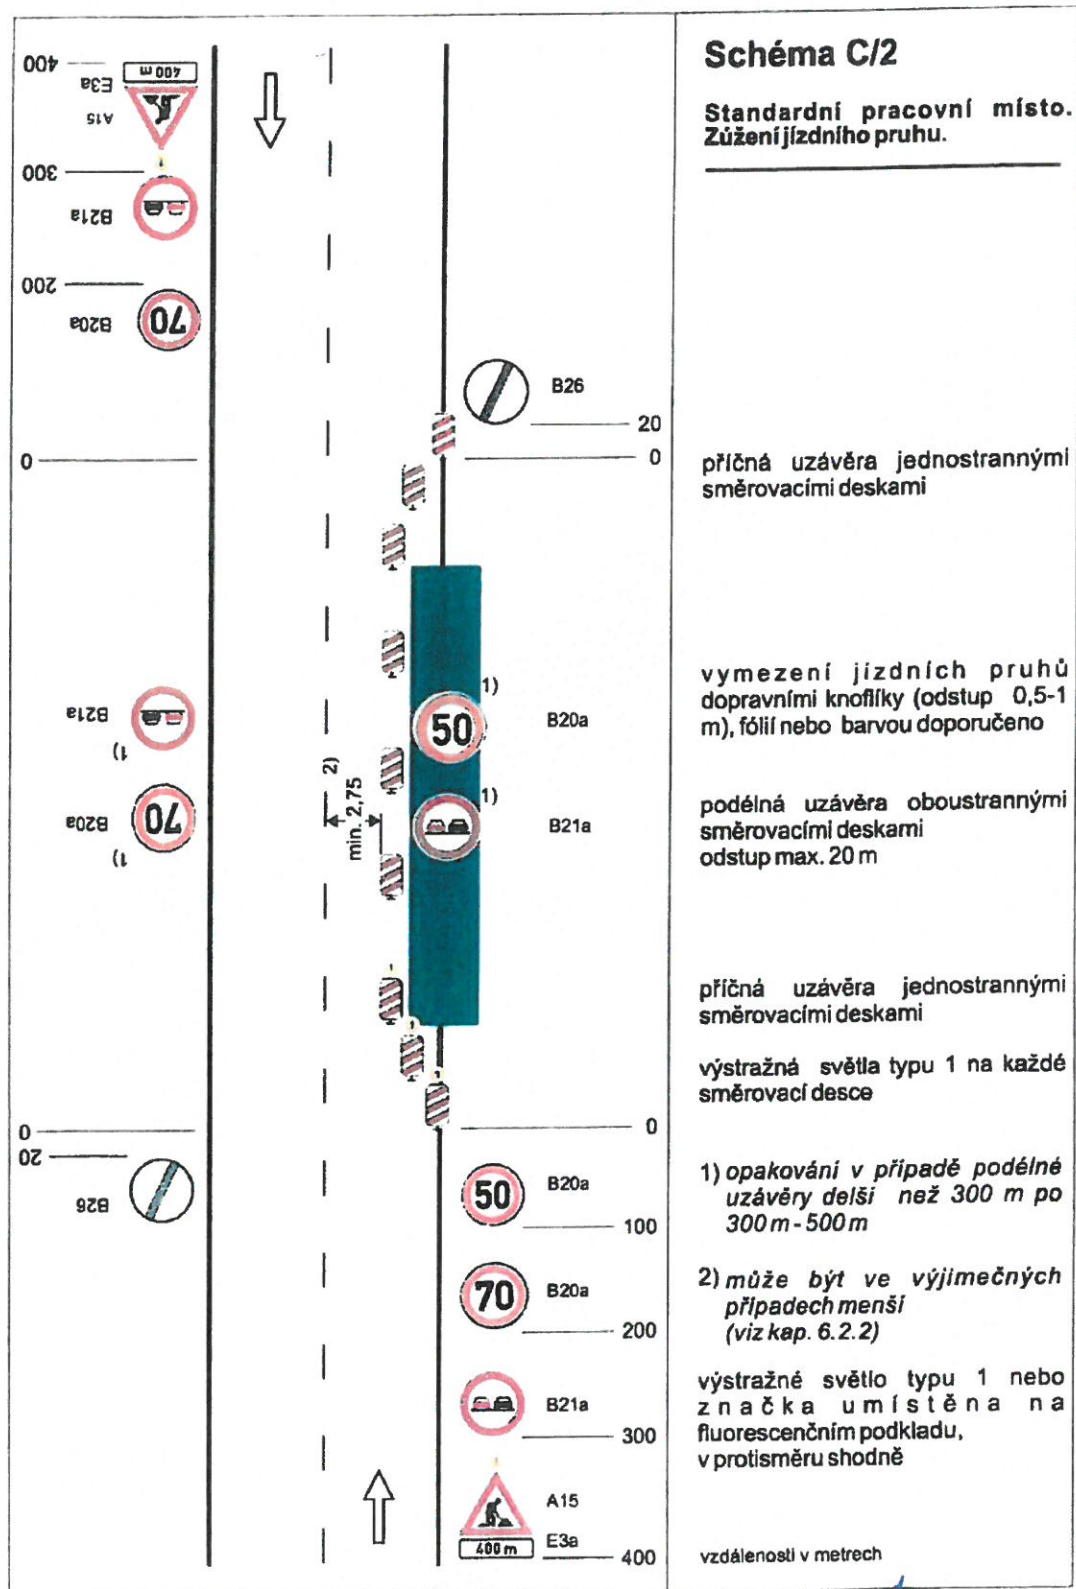 Schéma C/2
Standardní pracovní místo.
Zúžení jízdního pruhu.
400
400 m
E3a
A15
300
B21a
200
70
B20a
B26
20
0
0
příčná uzávěra jednostrannými
směrovacími deskami
vymezení jízdních pruhů
dopravními knoflíky (odstup 0,5-1
m), fólií nebo barvou doporučeno
1)
50
B20a
B21a
1)
2)
min. 2,75
1)
B21a
70
B20a
1)
podélná uzávěra oboustrannými
směrovacími deskami
odstup max. 20 m
příčná uzávěra jednostrannými
směrovacími deskami
výstražná světla typu 1 na každé
směrovací desce
0
20
B26
0
50
B20a
100
70
B20a
200
B21a
300
A15
400 m
E3a
400
1) opakování v případě podélné
uzávěry delší než 300 m po
300 m - 500 m
2) může být ve výjimečných
případech menší
(viz kap. 6.2.2)
výstražné světlo typu 1 nebo
značka umístěna na
fluorescenčním podkladu,
v protisměru shodně
vzdálenosti v metrech